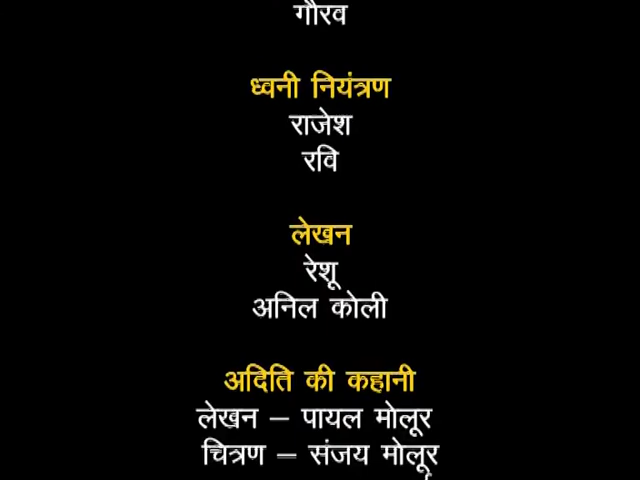 गौरव
ध्वनी नियंत्रण
राजेश
रवि
लेखन
रेशू
अनिल कोली
अदिति की कहानी
लेखन – पायल मोलूर
चित्रण – संजय मोलूर